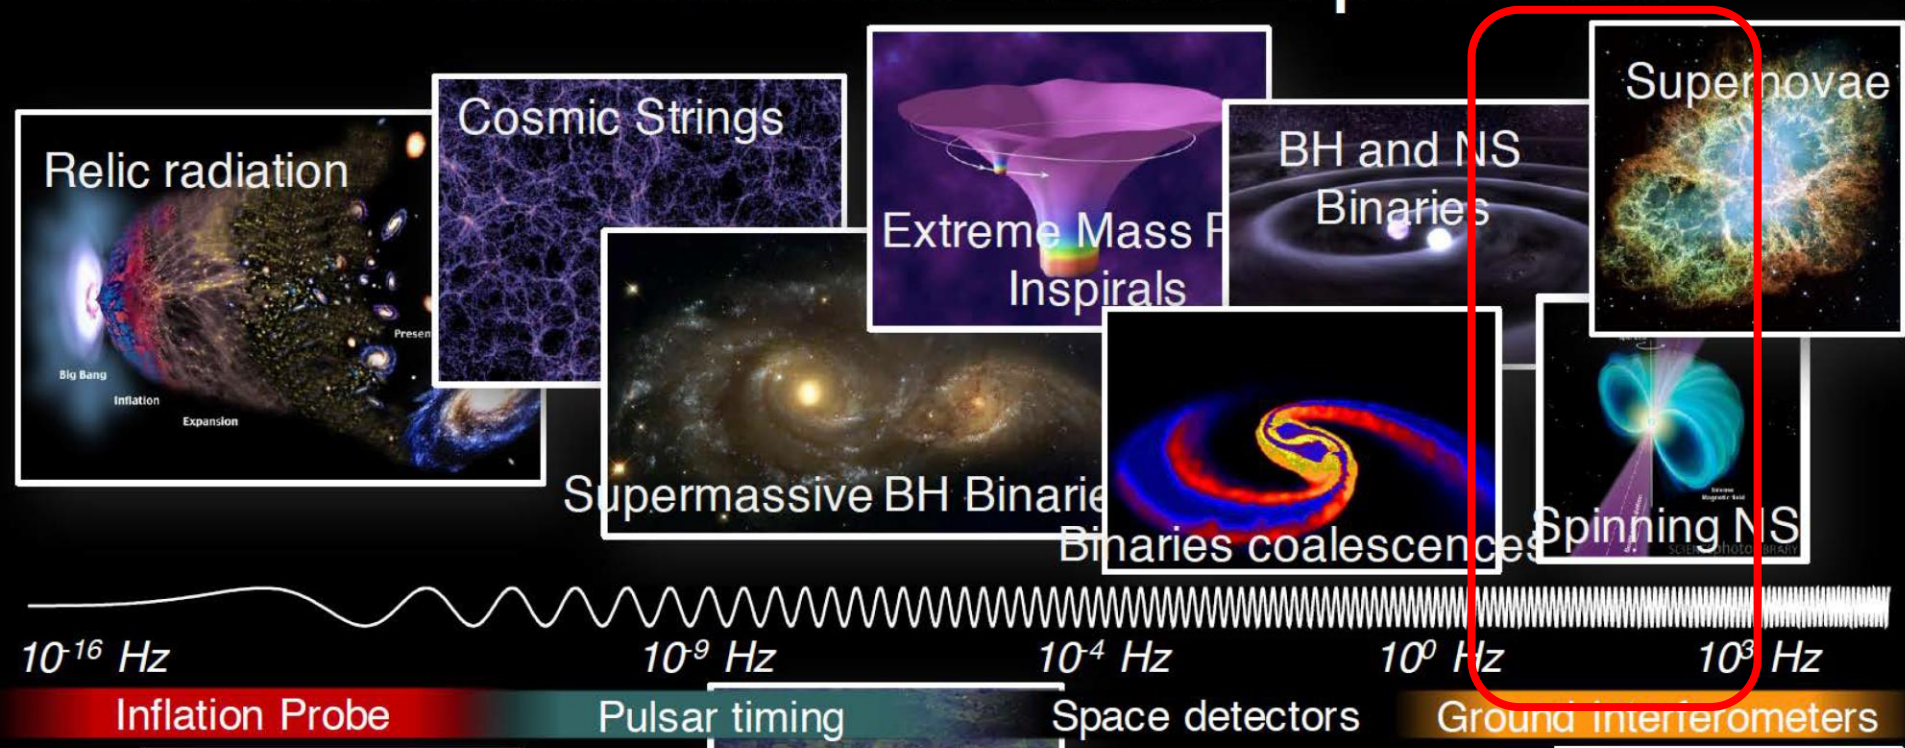 Relic radiation
Big Bang
Inflation
Expansion
Presen
Cosmic Strings
Supermassive BH Binarie
Extreme Mass R
Inspirals
BH and NS
Binaries
Binaries coalescences
Supernovae
Spinning NS
10⁻¹⁶ Hz
10⁻⁹ Hz
10⁻⁴ Hz
10⁰ Hz
10³ Hz
Inflation Probe
Pulsar timing
Space detectors
Ground Interferometers